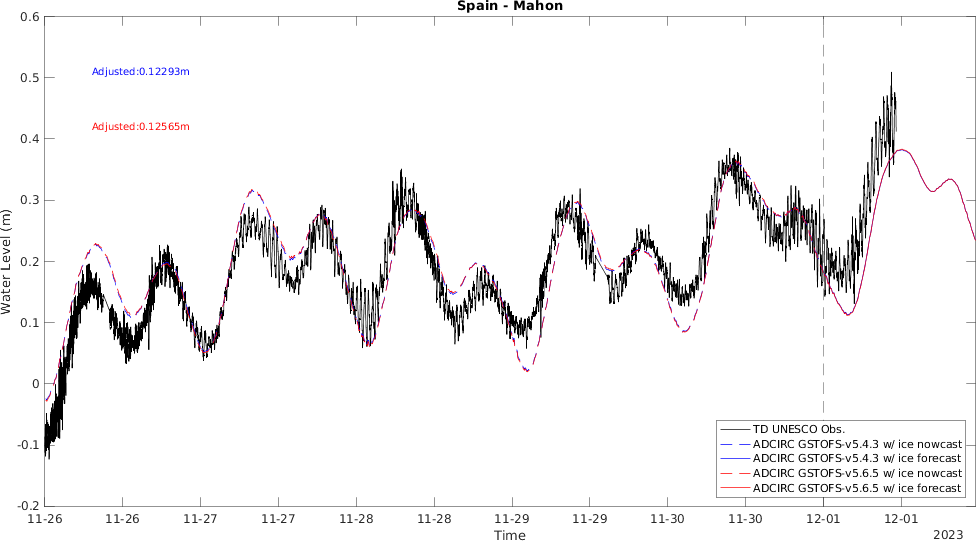 Spain - Mahon
0.6
0.5
0.4
0.3
0.2
0.1
0
-0.1
-0.2
Water Level (m)
Adjusted:0.12293m
Adjusted:0.12565m
TD UNESCO Obs.
ADCIRC GSTOFS-v5.4.3 w/ ice nowcast
ADCIRC GSTOFS-v5.4.3 w/ ice forecast
ADCIRC GSTOFS-v5.6.5 w/ ice nowcast
ADCIRC GSTOFS-v5.6.5 w/ ice forecast
11-26 11-26 11-27 11-27 11-28 11-28 11-29 11-29 11-30 11-30 12-01 12-01
Time
2023